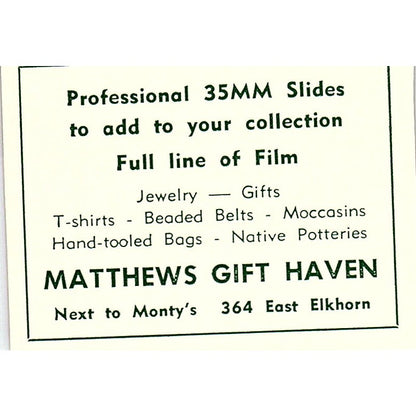 Professional 35MM Slides
to add to your collection
Full line of Film
Jewelry — Gifts
T-shirts - Beaded Belts - Moccasins
Hand-tooled Bags - Native Potteries
MATTHEWS GIFT HAVEN
Next to Monty's 364 East Elkhorn